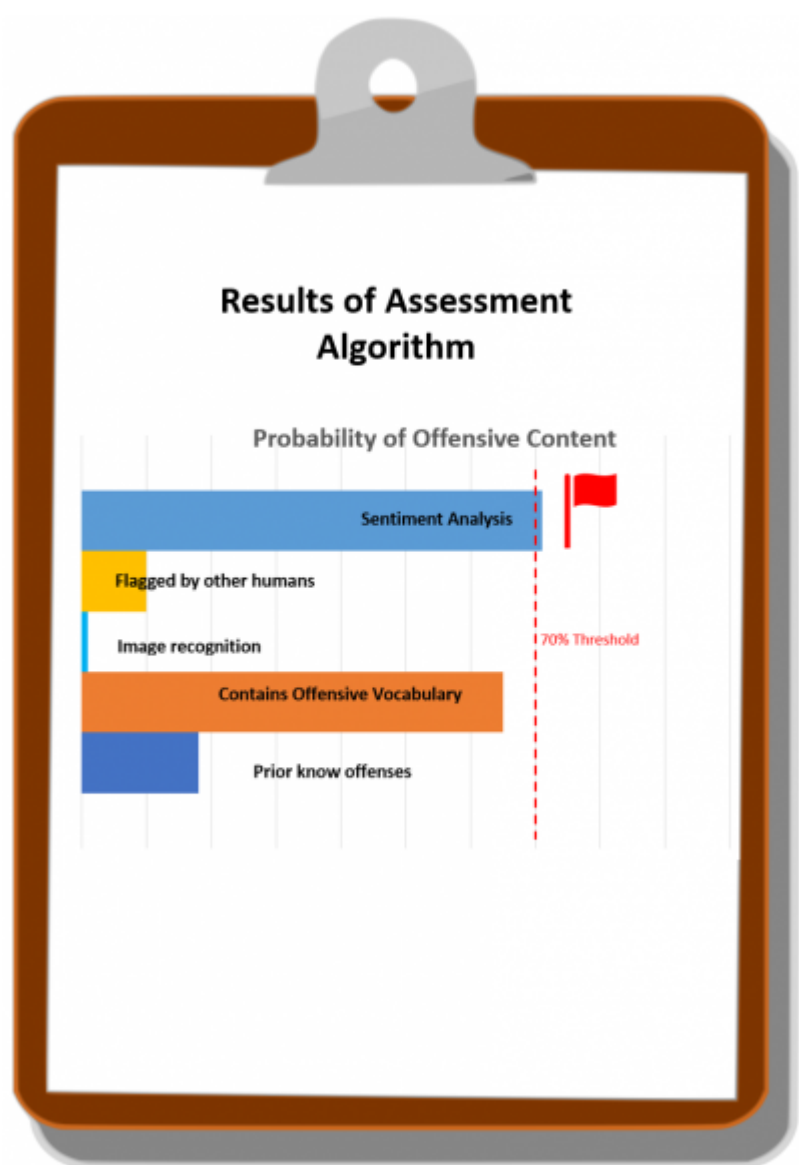 Results of Assessment
Algorithm
Probability of Offensive Content
Sentiment Analysis
Flagged by other humans
Image recognition
70% Threshold
Contains Offensive Vocabulary
Prior know offenses